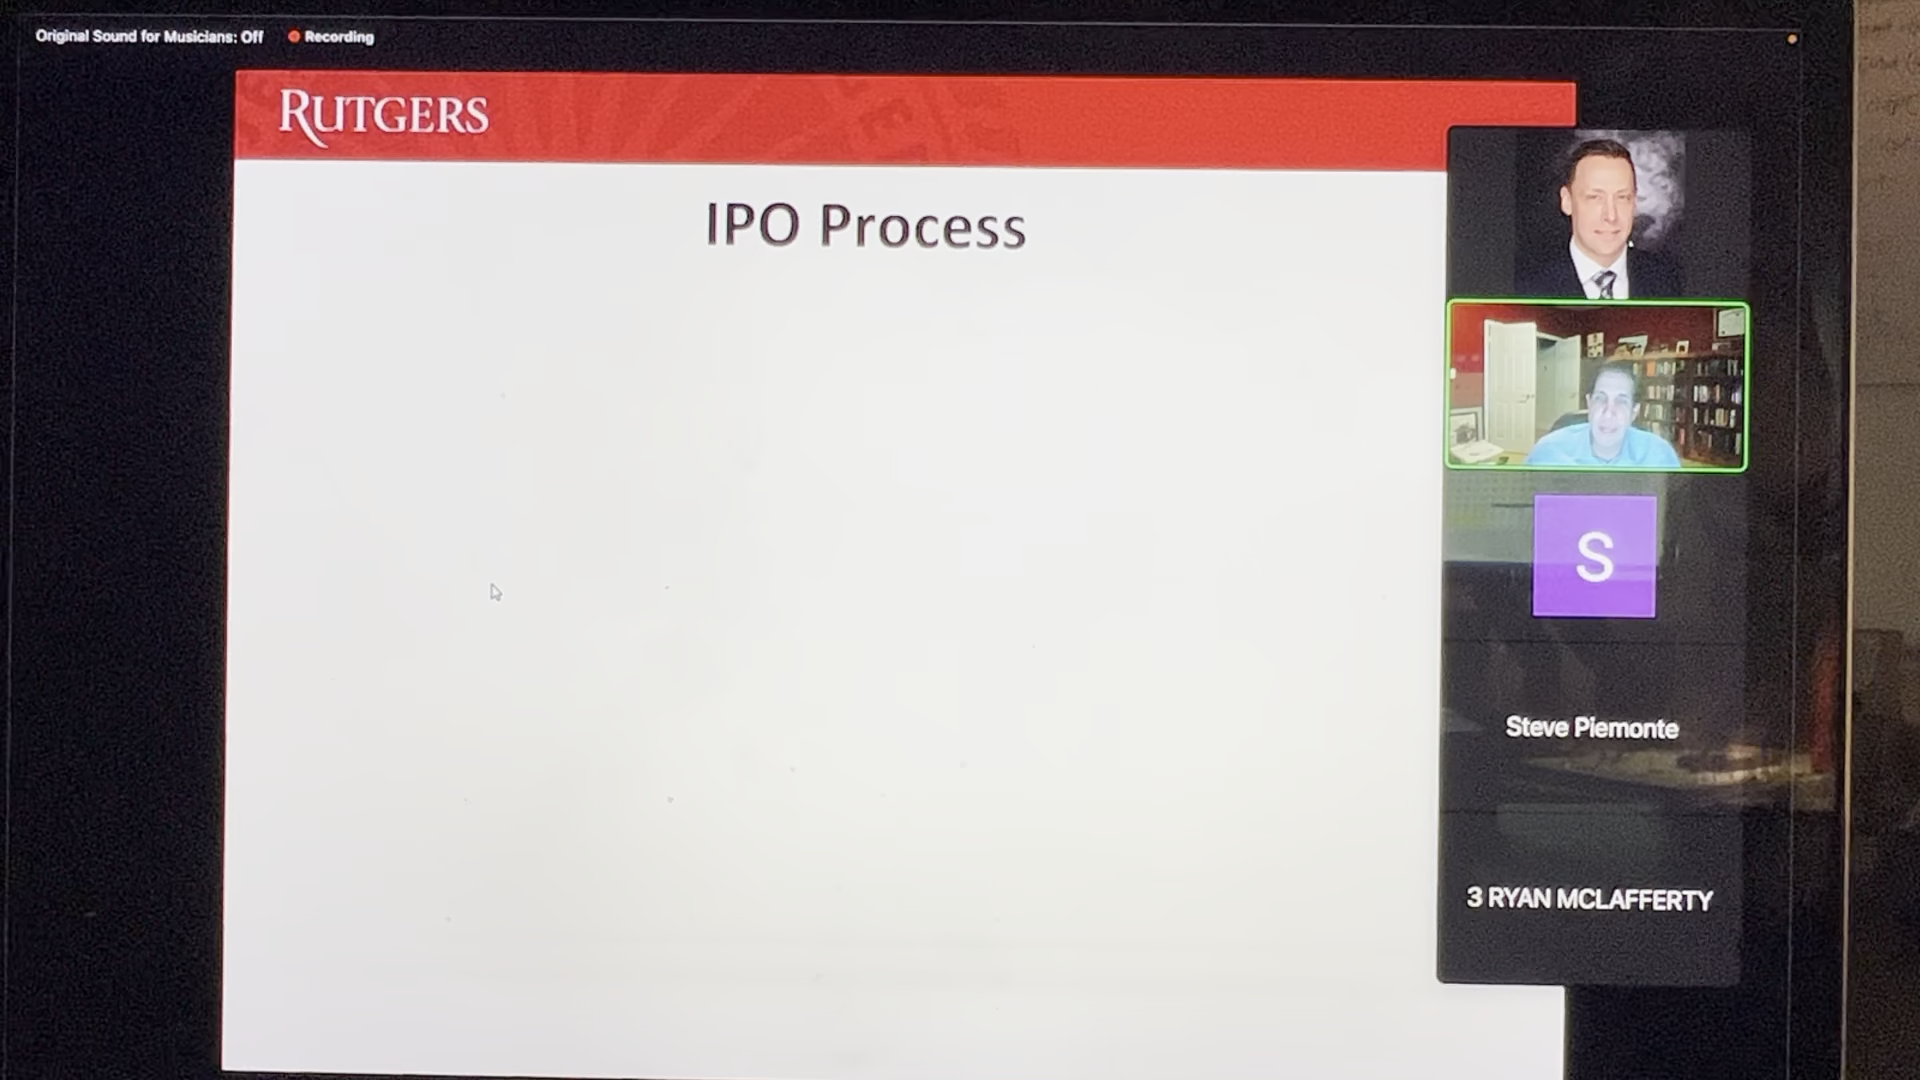 Original Sound for Musicians: Off
Recording
RUTGERS
IPO Process
S
Steve Piemonte
3 RYAN MCLAFFERTY